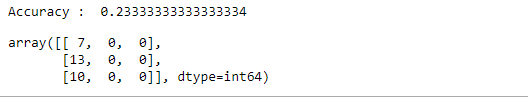 Accuracy :  0.23333333333333334
array([[ 7,  0,  0],
       [13,  0,  0],
       [10,  0,  0]], dtype=int64)